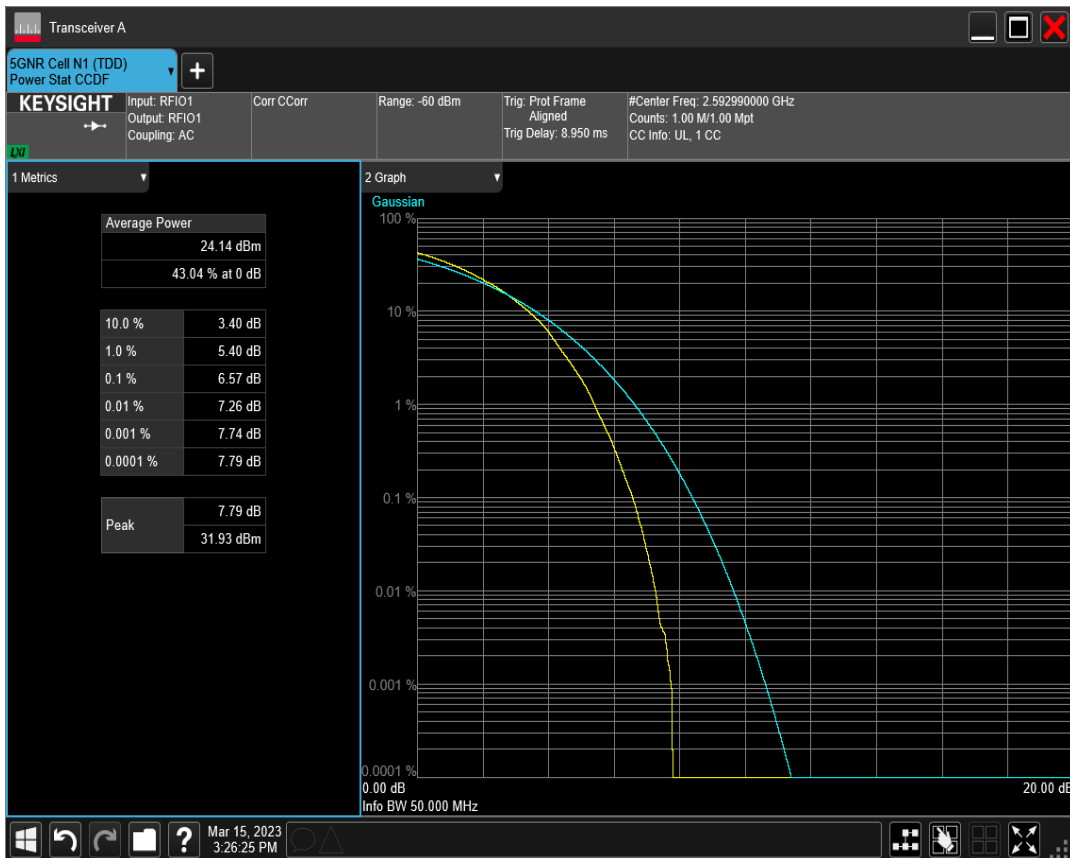 Transceiver A
5GNR Cell N1 (TDD)
Power Stat CCDF
+
KEYSIGHT
LXI
Input: RFIO1
Output: RFIO1
Coupling: AC
Corr CCorr
Range: -60 dBm
Trig: Prot Frame
Aligned
Trig Delay: 8.950 ms
#Center Freq: 2.592990000 GHz
Counts: 1.00 M/1.00 Mpt
CC Info: UL, 1 CC
1 Metrics
Average Power
24.14 dBm
43.04 % at 0 dB
10.0 % 3.40 dB
1.0 % 5.40 dB
0.1 % 6.57 dB
0.01 % 7.26 dB
0.001 % 7.74 dB
0.0001 % 7.79 dB
Peak
7.79 dB
31.93 dBm
2 Graph
Gaussian
100 %
10 %
1 %
0.1 %
0.01 %
0.001 %
0.0001 %
0.00 dB 20.00 dB
Info BW 50.000 MHz
?
Mar 15, 2023
3:26:25 PM